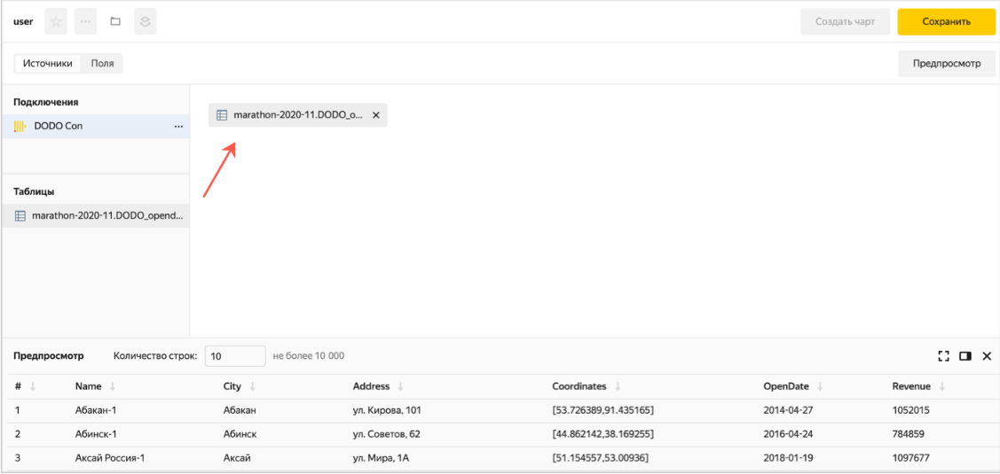 user
Создать чарт
Сохранить
Источники
Поля
Предпросмотр
Подключения
DODO Con
marathon-2020-11.DODO_o...
Таблицы
marathon-2020-11.DODO_opend...
Предпросмотр Количество строк: 10 не более 10 000
# Name City Address Coordinates OpenDate Revenue
1 Абакан-1 Абакан ул. Кирова, 101 [53.726389,91.435165] 2014-04-27 1052015
2 Абинск-1 Абинск ул. Советов, 62 [44.862142,38.169255] 2016-04-24 784859
3 Аксай Россия-1 Аксай ул. Мира, 1А [51.154557,53.00936] 2018-01-19 1097677